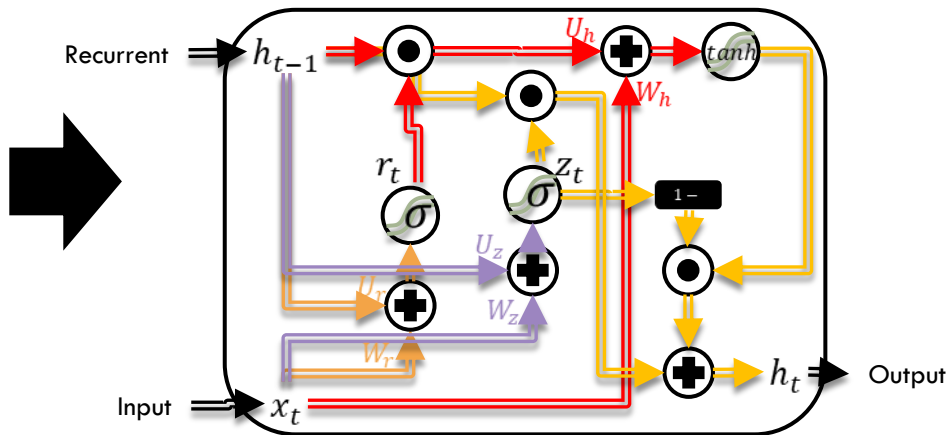 Recurrent
h_{t-1}
U_h
tanh
W_h
r_t
z_t
σ
σ
1 -
U_z
U_r
W_z
W_r
h_t
Output
Input
x_t